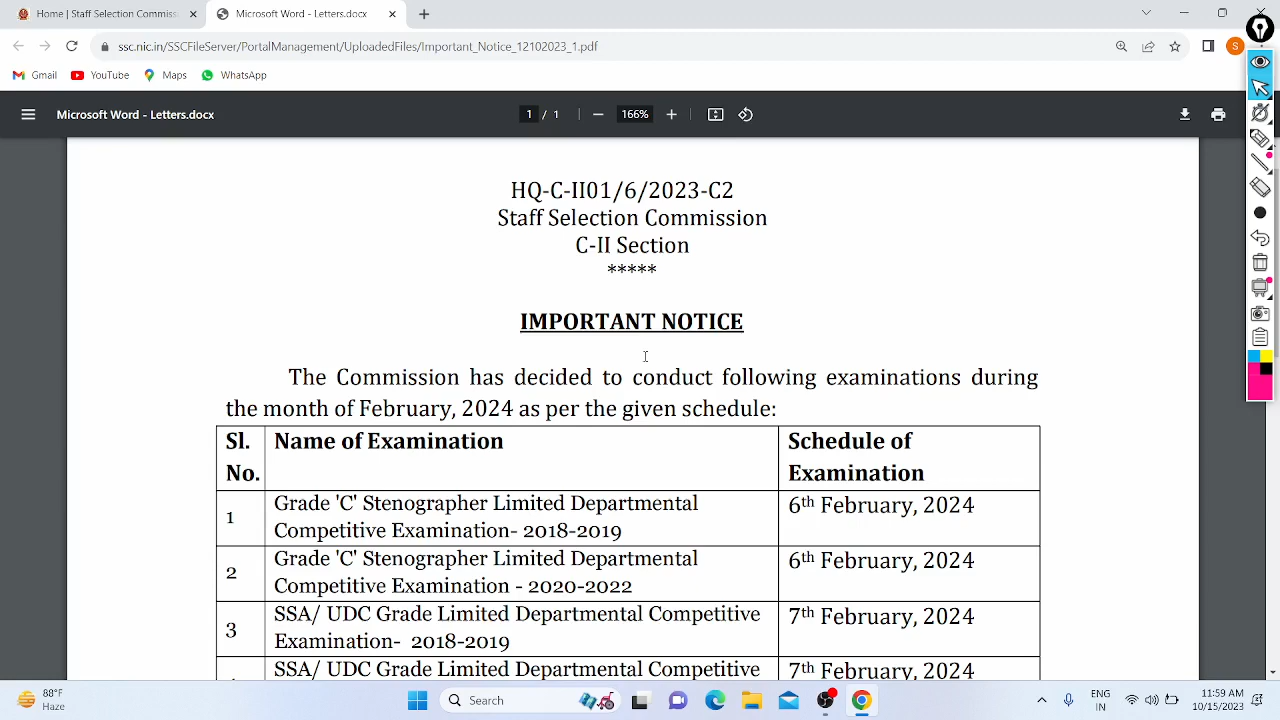 Home | Staff Selection Commiss
Microsoft Word - Letters.docx
ssc.nic.in/SSCFileServer/PortalManagement/UploadedFiles/Important_Notice_12102023_1.pdf
S
Gmail
YouTube
Maps
WhatsApp
Microsoft Word - Letters.docx
1 / 1
166%
HQ-C-II01/6/2023-C2
Staff Selection Commission
C-II Section
*****
IMPORTANT NOTICE
The Commission has decided to conduct following examinations during
the month of February, 2024 as per the given schedule:
Sl. No.
Name of Examination
Schedule of Examination
1
Grade 'C' Stenographer Limited Departmental
Competitive Examination- 2018-2019
6th February, 2024
2
Grade 'C' Stenographer Limited Departmental
Competitive Examination - 2020-2022
6th February, 2024
3
SSA/ UDC Grade Limited Departmental Competitive
Examination- 2018-2019
7th February, 2024
SSA/ UDC Grade Limited Departmental Competitive
7th February, 2024
88°F
Haze
Search
ENG
IN
11:59 AM
10/15/2023